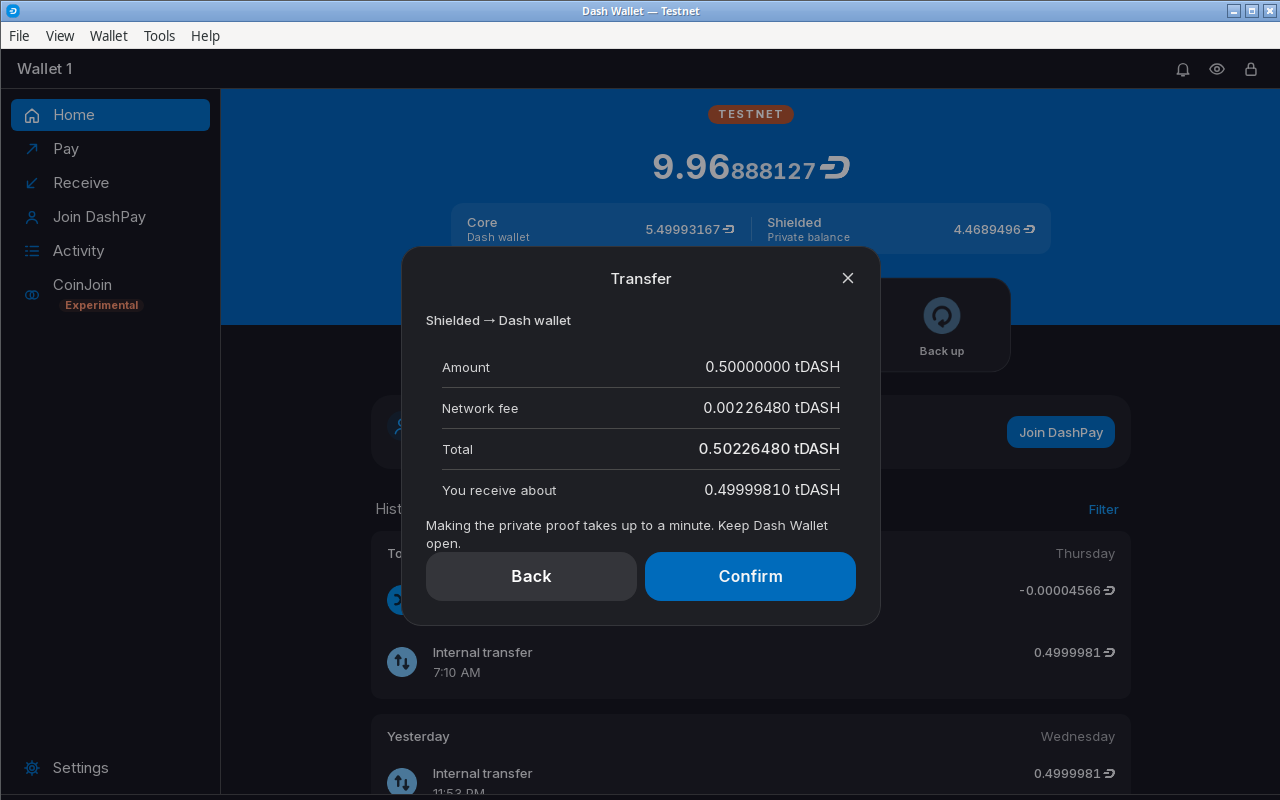 Dash Wallet — Testnet
File View Wallet Tools Help
Wallet 1
Home
Pay
Receive
Join DashPay
Activity
CoinJoin
Experimental
Settings
TESTNET
9.96888127
Core
Dash wallet
5.49993167
Shielded
Private balance
4.4689496
Transfer
Shielded → Dash wallet
Amount 0.50000000 tDASH
Network fee 0.00226480 tDASH
Total 0.50226480 tDASH
You receive about 0.49999810 tDASH
Making the private proof takes up to a minute. Keep Dash Wallet
open.
Back Confirm
Back up
Join DashPay
Filter
Thursday
-0.00004566
Internal transfer 0.4999981
7:10 AM
Yesterday Wednesday
Internal transfer 0.4999981
11:53 PM